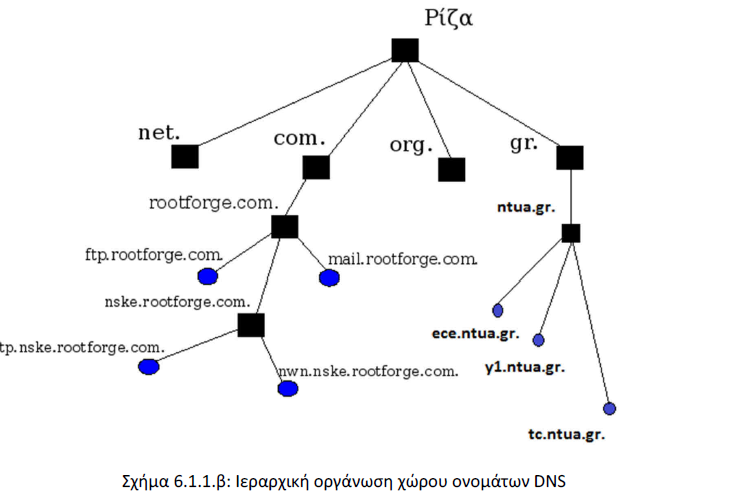 Ρίζα
net.
com.
org.
gr.
rootforge.com.
ntua.gr.
ftp.rootforge.com.
mail.rootforge.com.
nske.rootforge.com.
ece.ntua.gr.
tp.nske.rootforge.com.
y1.ntua.gr.
nwn.nske.rootforge.com.
tc.ntua.gr.
Σχήμα 6.1.1.β: Ιεραρχική οργάνωση χώρου ονομάτων DNS